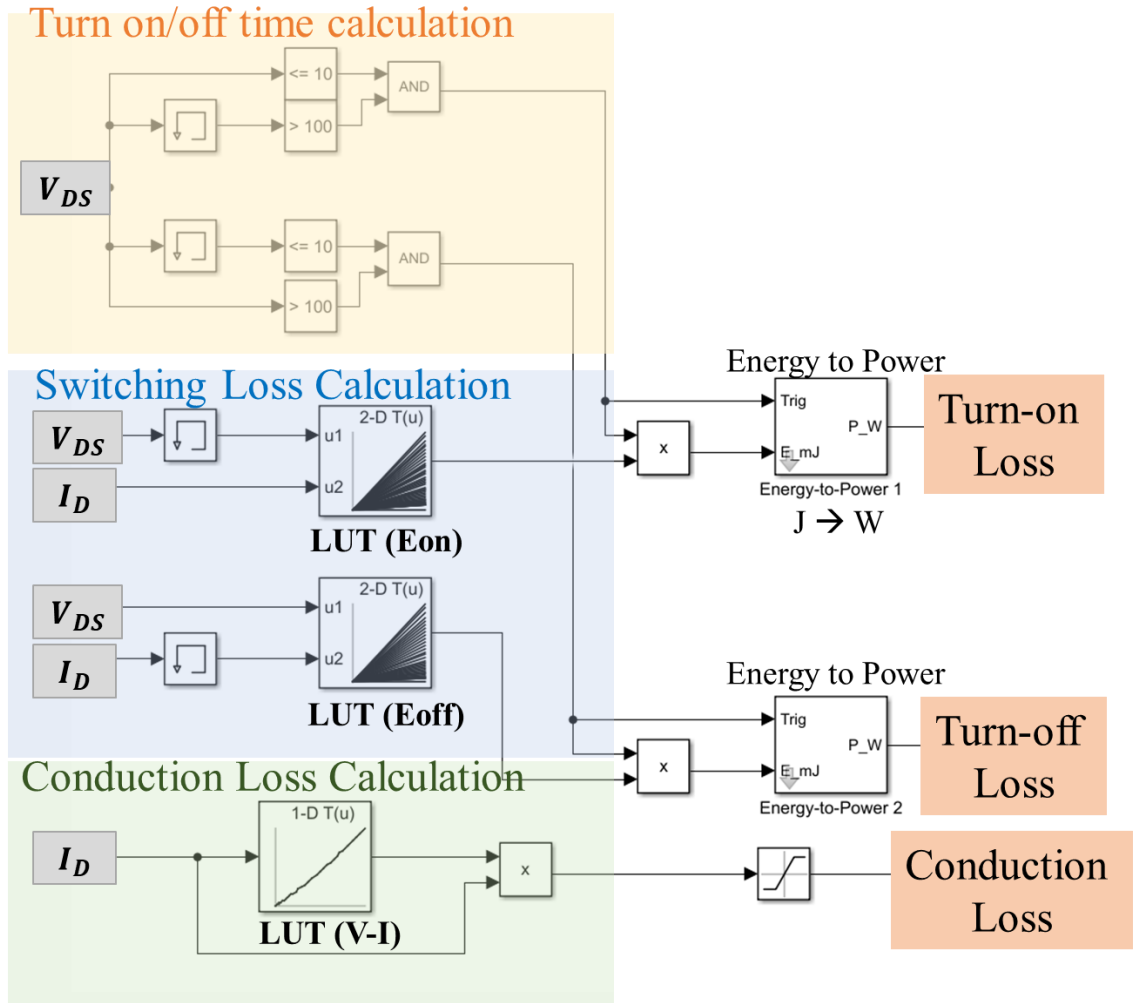 Turn on/off time calculation
<= 10
AND
> 100
V_DS
<= 10
AND
> 100
Switching Loss Calculation
V_DS
I_D
2-D T(u)
u1
u2
LUT (Eon)
x
Energy to Power
Trig
P_W
E_mJ
Energy-to-Power 1
J → W
Turn-on
Loss
V_DS
I_D
2-D T(u)
u1
u2
LUT (Eoff)
x
Energy to Power
Trig
P_W
E_mJ
Energy-to-Power 2
Turn-off
Loss
Conduction Loss Calculation
I_D
1-D T(u)
LUT (V-I)
x
Conduction
Loss